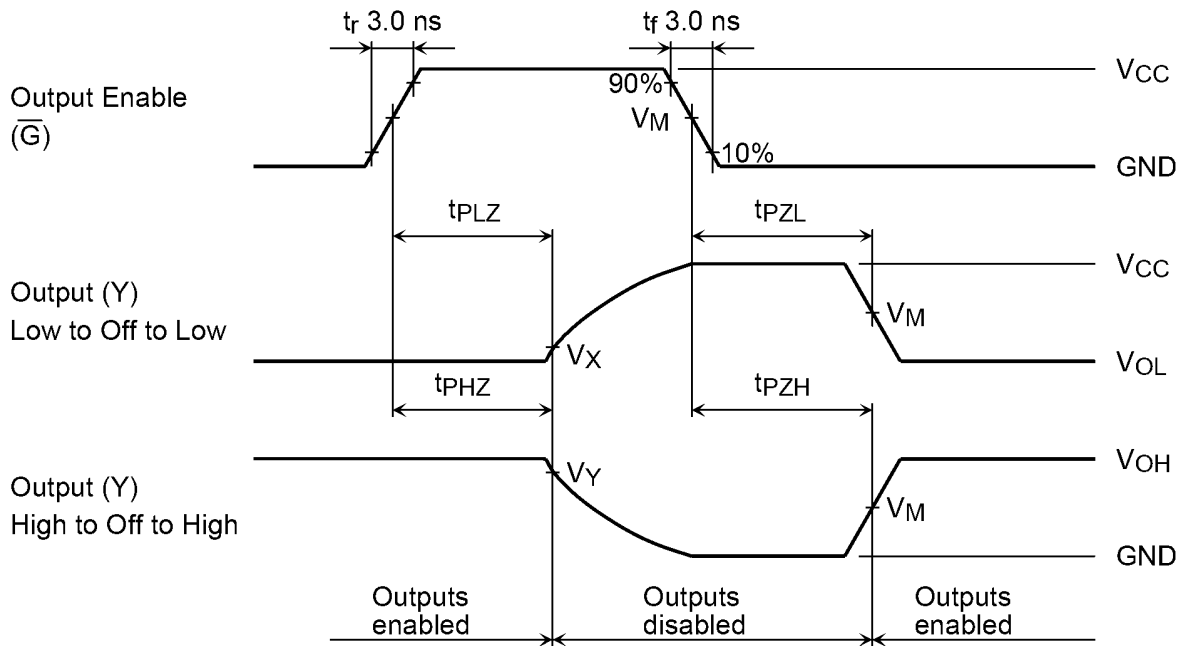 tr 3.0 ns
tf 3.0 ns
Output Enable
(G̅)
90%
VM
10%
VCC
GND
tPLZ
tPZL
Output (Y)
Low to Off to Low
VX
VM
VCC
VOL
tPHZ
tPZH
Output (Y)
High to Off to High
VY
VM
VOH
GND
Outputs
enabled
Outputs
disabled
Outputs
enabled